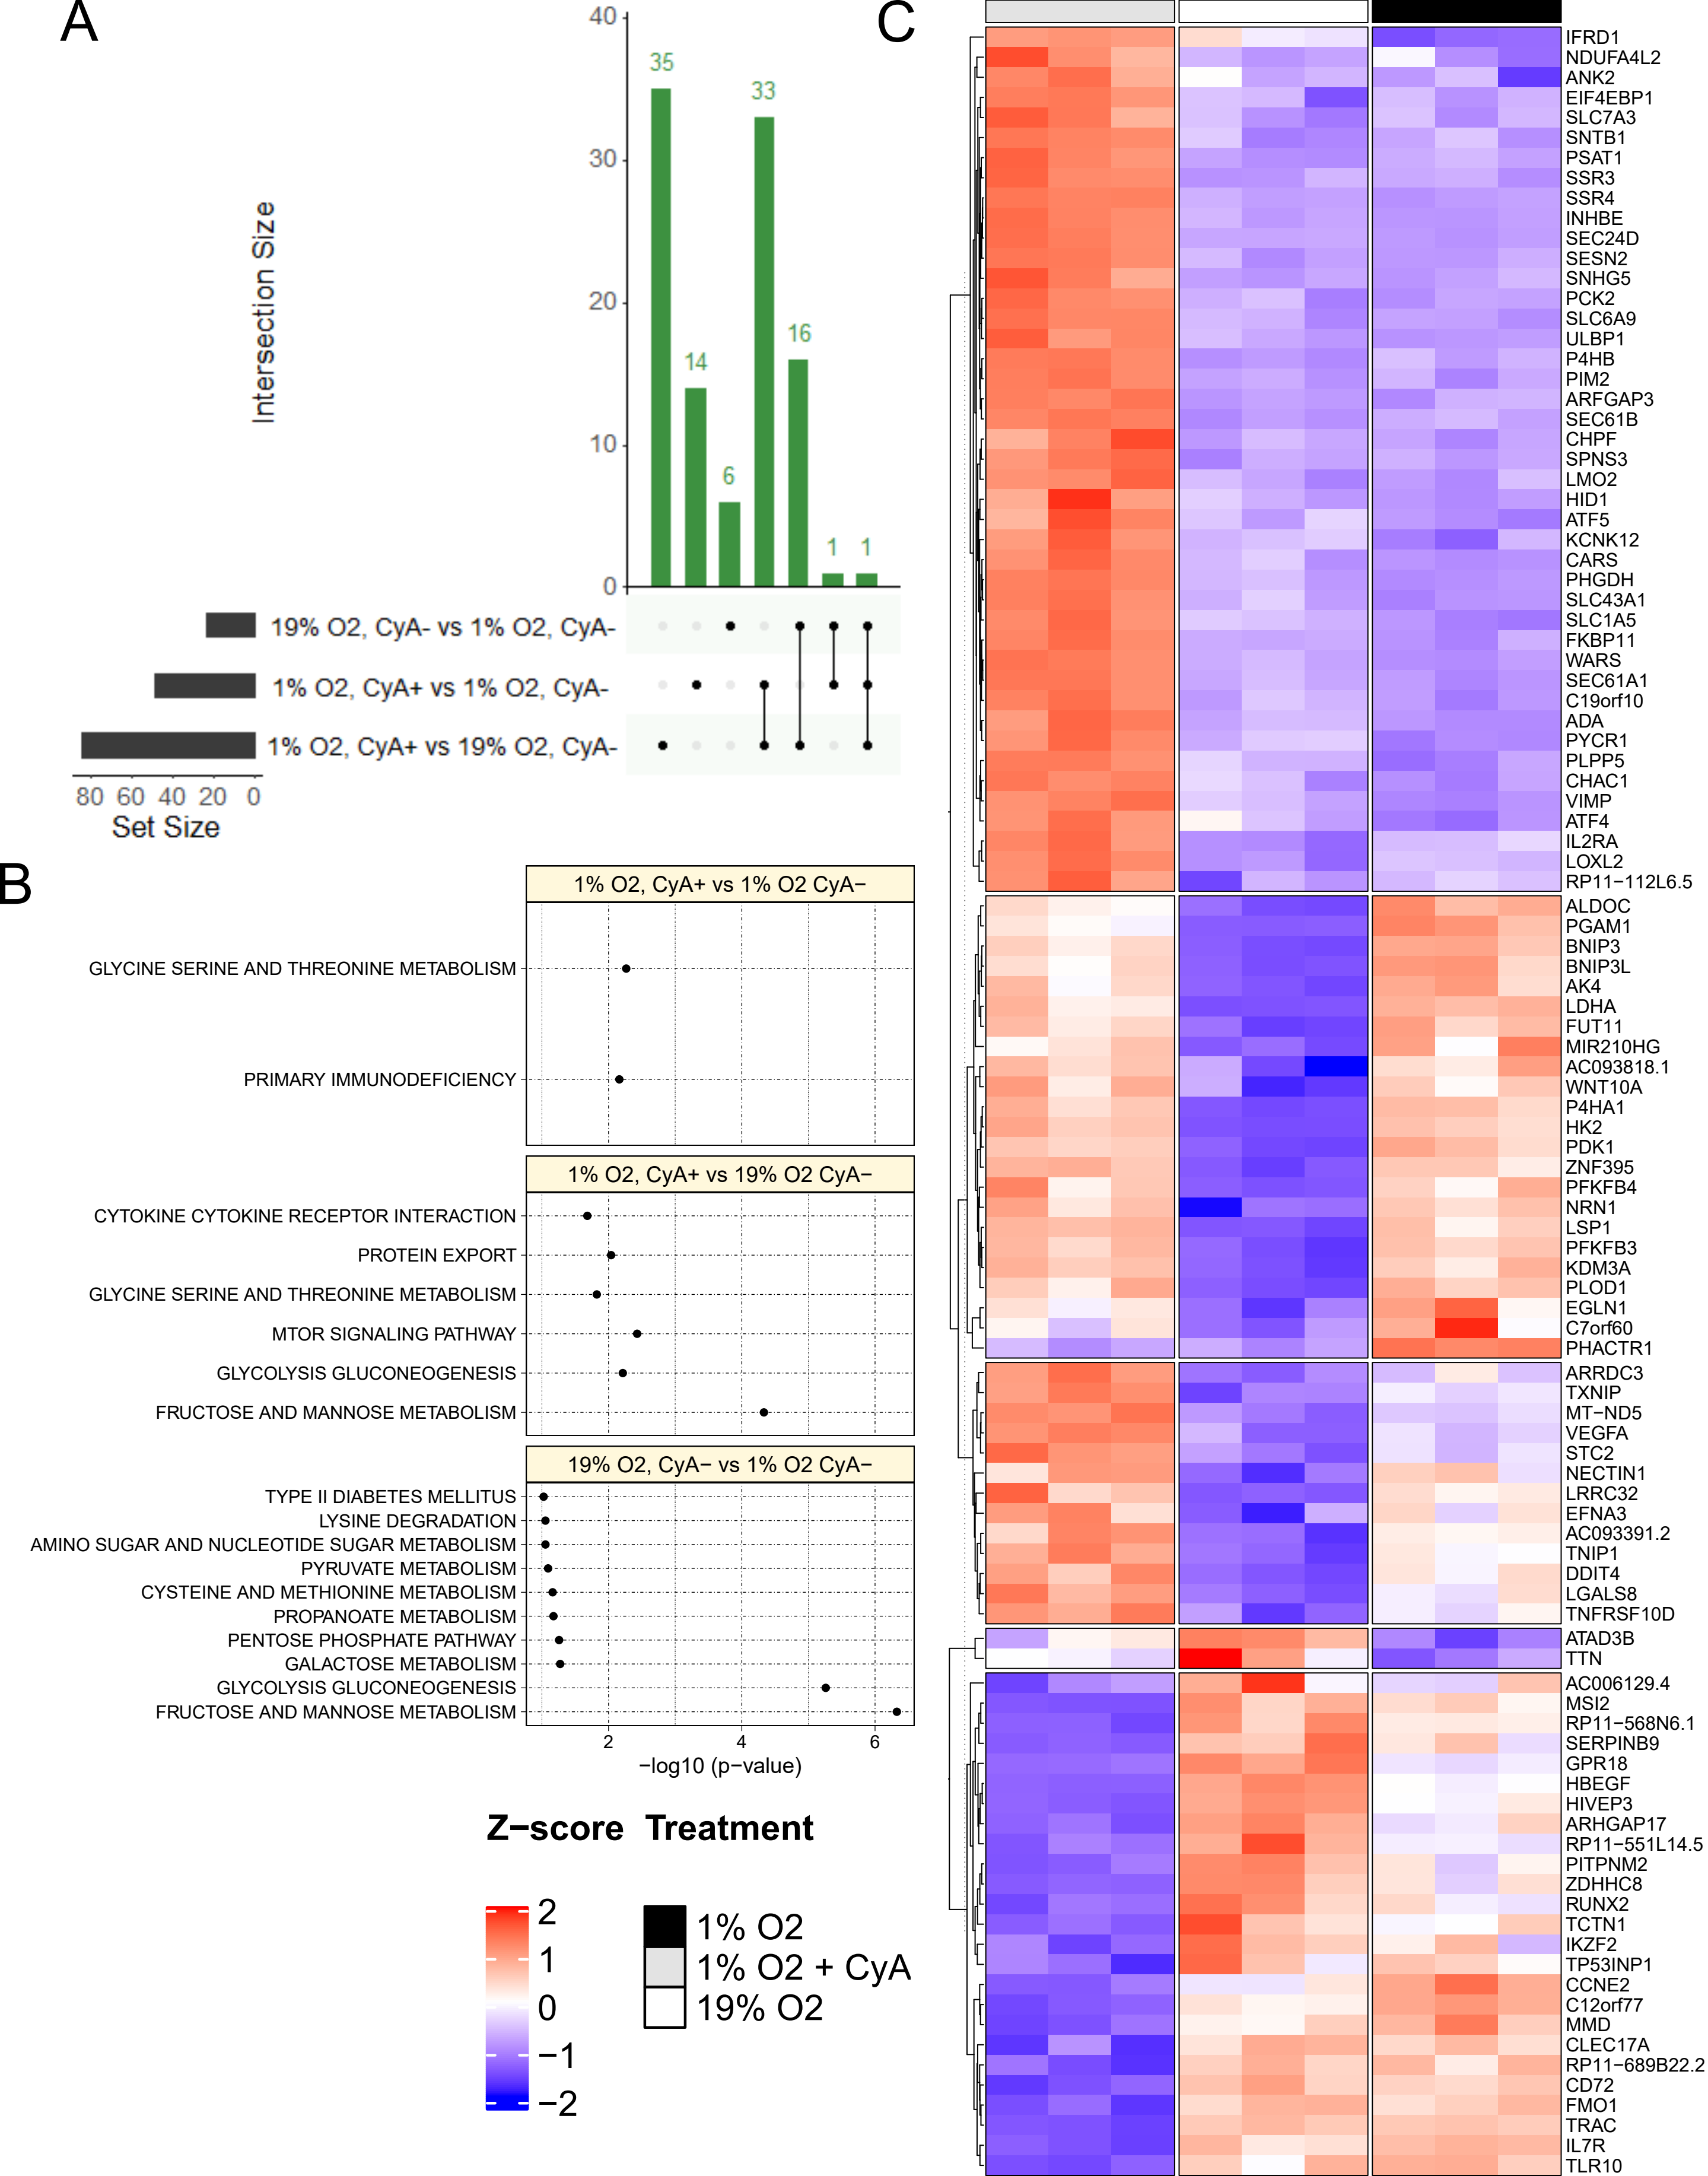 A
40
30
20
10
0
Intersection Size
35
14
6
33
16
1
1
19% O2, CyA- vs 1% O2, CyA-
1% O2, CyA+ vs 1% O2, CyA-
1% O2, CyA+ vs 19% O2, CyA-
80 60 40 20 0
Set Size
B
1% O2, CyA+ vs 1% O2 CyA−
GLYCINE SERINE AND THREONINE METABOLISM
PRIMARY IMMUNODEFICIENCY
1% O2, CyA+ vs 19% O2 CyA−
CYTOKINE CYTOKINE RECEPTOR INTERACTION
PROTEIN EXPORT
GLYCINE SERINE AND THREONINE METABOLISM
MTOR SIGNALING PATHWAY
GLYCOLYSIS GLUCONEOGENESIS
FRUCTOSE AND MANNOSE METABOLISM
19% O2, CyA− vs 1% O2 CyA−
TYPE II DIABETES MELLITUS
LYSINE DEGRADATION
AMINO SUGAR AND NUCLEOTIDE SUGAR METABOLISM
PYRUVATE METABOLISM
CYSTEINE AND METHIONINE METABOLISM
PROPANOATE METABOLISM
PENTOSE PHOSPHATE PATHWAY
GALACTOSE METABOLISM
GLYCOLYSIS GLUCONEOGENESIS
FRUCTOSE AND MANNOSE METABOLISM
2 4 6
−log10 (p−value)
Z−score
2
1
0
−1
−2
Treatment
1% O2
1% O2 + CyA
19% O2
C
IFRD1
NDUFA4L2
ANK2
EIF4EBP1
SLC7A3
SNTB1
PSAT1
SSR3
SSR4
INHBE
SEC24D
SESN2
SNHG5
PCK2
SLC6A9
ULBP1
P4HB
PIM2
ARFGAP3
SEC61B
CHPF
SPNS3
LMO2
HID1
ATF5
KCNK12
CARS
PHGDH
SLC43A1
SLC1A5
FKBP11
WARS
SEC61A1
C19orf10
ADA
PYCR1
PLPP5
CHAC1
VIMP
ATF4
IL2RA
LOXL2
RP11−112L6.5
ALDOC
PGAM1
BNIP3
BNIP3L
AK4
LDHA
FUT11
MIR210HG
AC093818.1
WNT10A
P4HA1
HK2
PDK1
ZNF395
PFKFB4
NRN1
LSP1
PFKFB3
KDM3A
PLOD1
EGLN1
C7orf60
PHACTR1
ARRDC3
TXNIP
MT−ND5
VEGFA
STC2
NECTIN1
LRRC32
EFNA3
AC093391.2
TNIP1
DDIT4
LGALS8
TNFRSF10D
ATAD3B
TTN
AC006129.4
MSI2
RP11−568N6.1
SERPINB9
GPR18
HBEGF
HIVEP3
ARHGAP17
RP11−551L14.5
PITPNM2
ZDHHC8
RUNX2
TCTN1
IKZF2
TP53INP1
CCNE2
C12orf77
MMD
CLEC17A
RP11−689B22.2
CD72
FMO1
TRAC
IL7R
TLR10